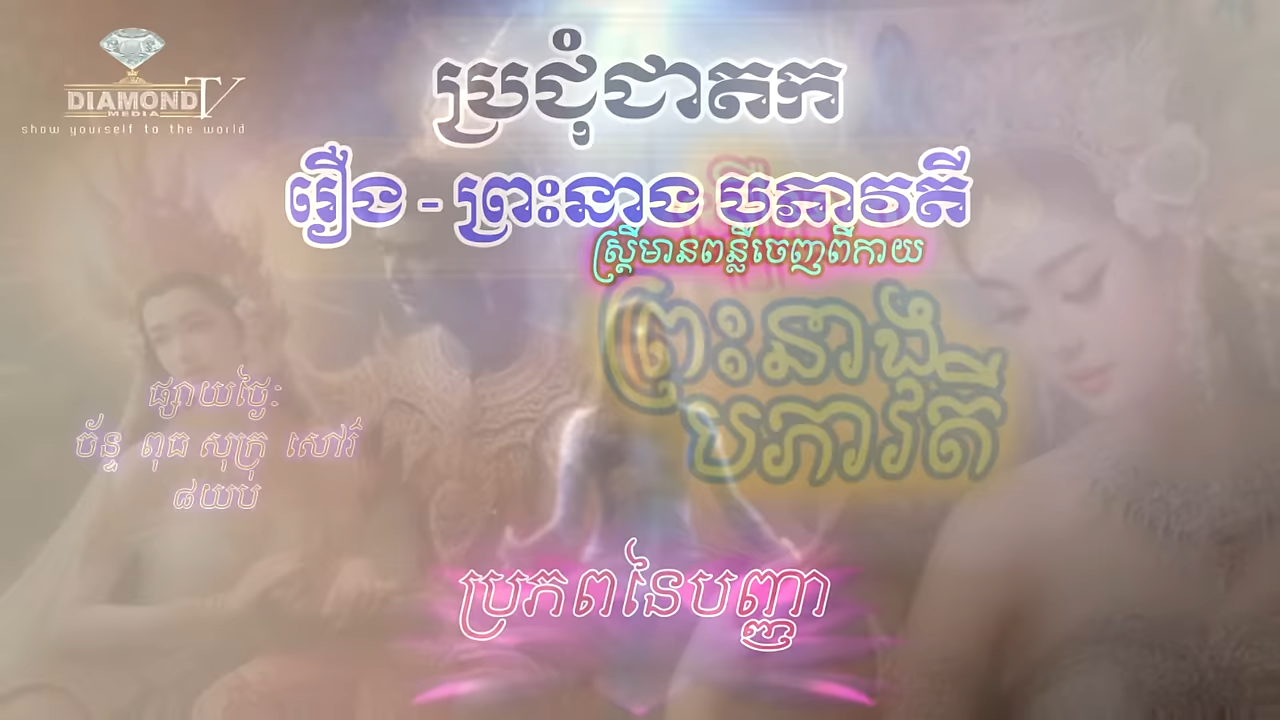 DIAMOND TV
MEDIA
show yourself to the world
ប្រជុំជាតក
រឿង - ព្រះនាង បភាវតី
ស្ត្រីមានពន្លឺចេញពីកាយ
ព្រះនាង
បភាវតី
ផ្សាយថ្ងៃ:
ច័ន្ទ ពុធ សុក្រ សៅរ៍
៨យប់
ប្រភពនៃបញ្ញា